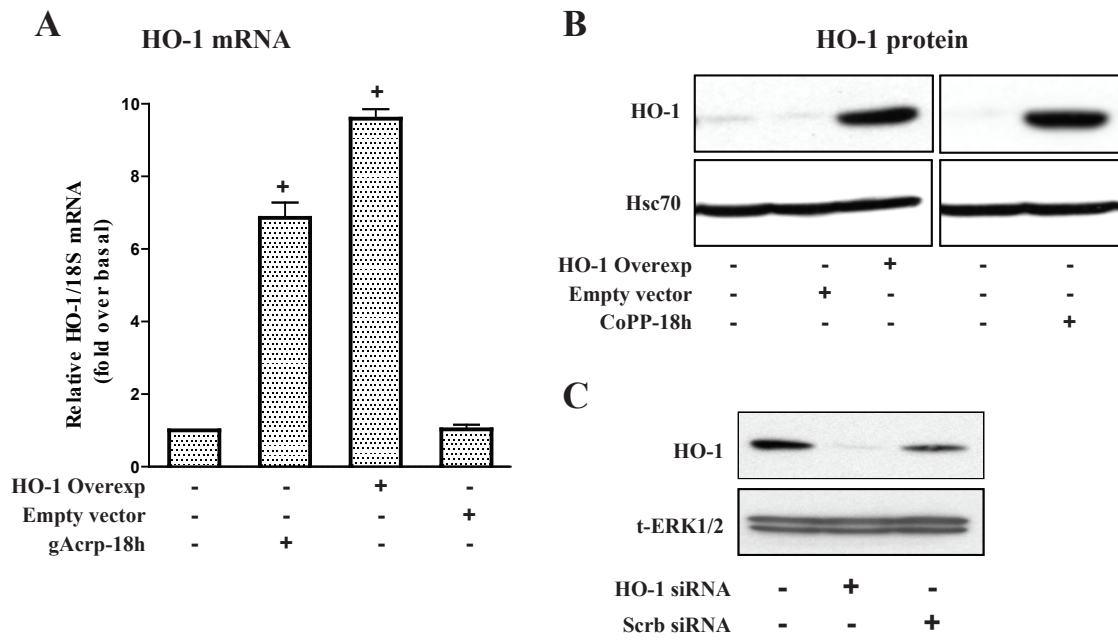 A
HO-1 mRNA
Relative HO-1/18S mRNA
(fold over basal)
10
8
6
4
2
0
+
+
HO-1 Overexp - - + -
Empty vector - - - +
gAcrp-18h - + - -
B
HO-1 protein
HO-1
Hsc70
HO-1 Overexp - - + - -
Empty vector - + - - -
CoPP-18h - - - - +
C
HO-1
t-ERK1/2
HO-1 siRNA - + -
Scrb siRNA - - +